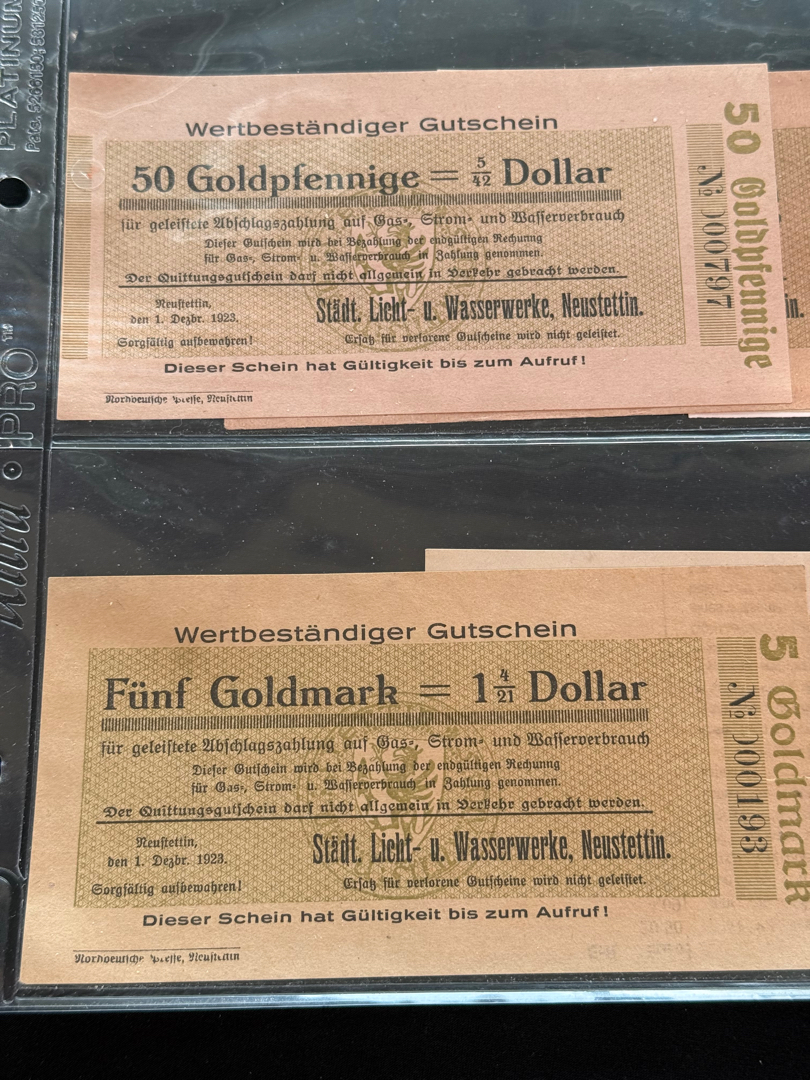 PLATINUM
Ultra • PRO™
Wertbeständiger Gutschein
50 Goldpfennige = 5/42 Dollar
für geleistete Abschlagszahlung auf Gas-, Strom- und Wasserverbrauch
Dieser Gutschein wird bei Bezahlung der endgültigen Rechnung
für Gas-, Strom- u. Wasserverbrauch in Zahlung genommen.
Der Quittungsgutschein darf nicht allgemein in Verkehr gebracht werden.
Neustettin,
den 1. Dezbr. 1923.
Städt. Licht- u. Wasserwerke, Neustettin.
Sorgfältig aufbewahren!
Ersatz für verlorene Gutscheine wird nicht geleistet.
Dieser Schein hat Gültigkeit bis zum Aufruf!
Norddeutsche Presse, Neustettin
№ 000797
50 Goldpfennige
in.
Wertbeständiger Gutschein
Fünf Goldmark = 1 4/21 Dollar
für geleistete Abschlagszahlung auf Gas-, Strom- und Wasserverbrauch
Dieser Gutschein wird bei Bezahlung der endgültigen Rechnung
für Gas-, Strom- u. Wasserverbrauch in Zahlung genommen.
Der Quittungsgutschein darf nicht allgemein in Verkehr gebracht werden.
Neustettin,
den 1. Dezbr. 1923.
Städt. Licht- u. Wasserwerke, Neustettin.
Sorgfältig aufbewahren!
Ersatz für verlorene Gutscheine wird nicht geleistet.
Dieser Schein hat Gültigkeit bis zum Aufruf!
Norddeutsche Presse, Neustettin
№ 000193
5 Goldmark